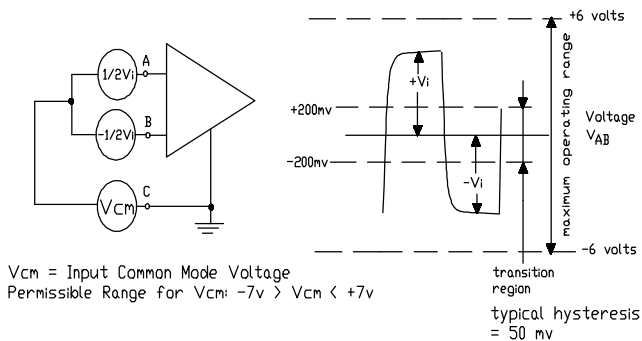 +6 volts
A
1/2Vi
B
-1/2Vi
C
Vcm
+Vi
+200mv
-200mv
-Vi
maximum operating range
Voltage
VAB
-6 volts
Vcm = Input Common Mode Voltage
Permissible Range for Vcm: -7v > Vcm < +7v
transition
region
typical hysteresis
= 50 mv